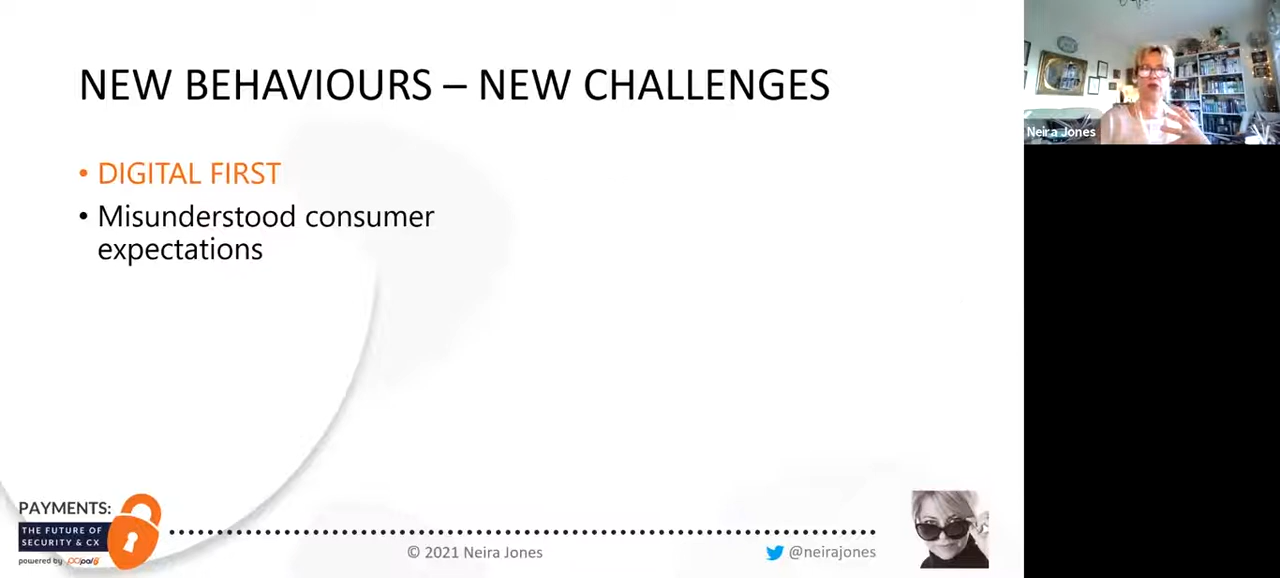 NEW BEHAVIOURS – NEW CHALLENGES
• DIGITAL FIRST
• Misunderstood consumer
expectations
Neira Jones
PAYMENTS:
THE FUTURE OF
SECURITY & CX
powered by pcipal
© 2021 Neira Jones
@neirajones